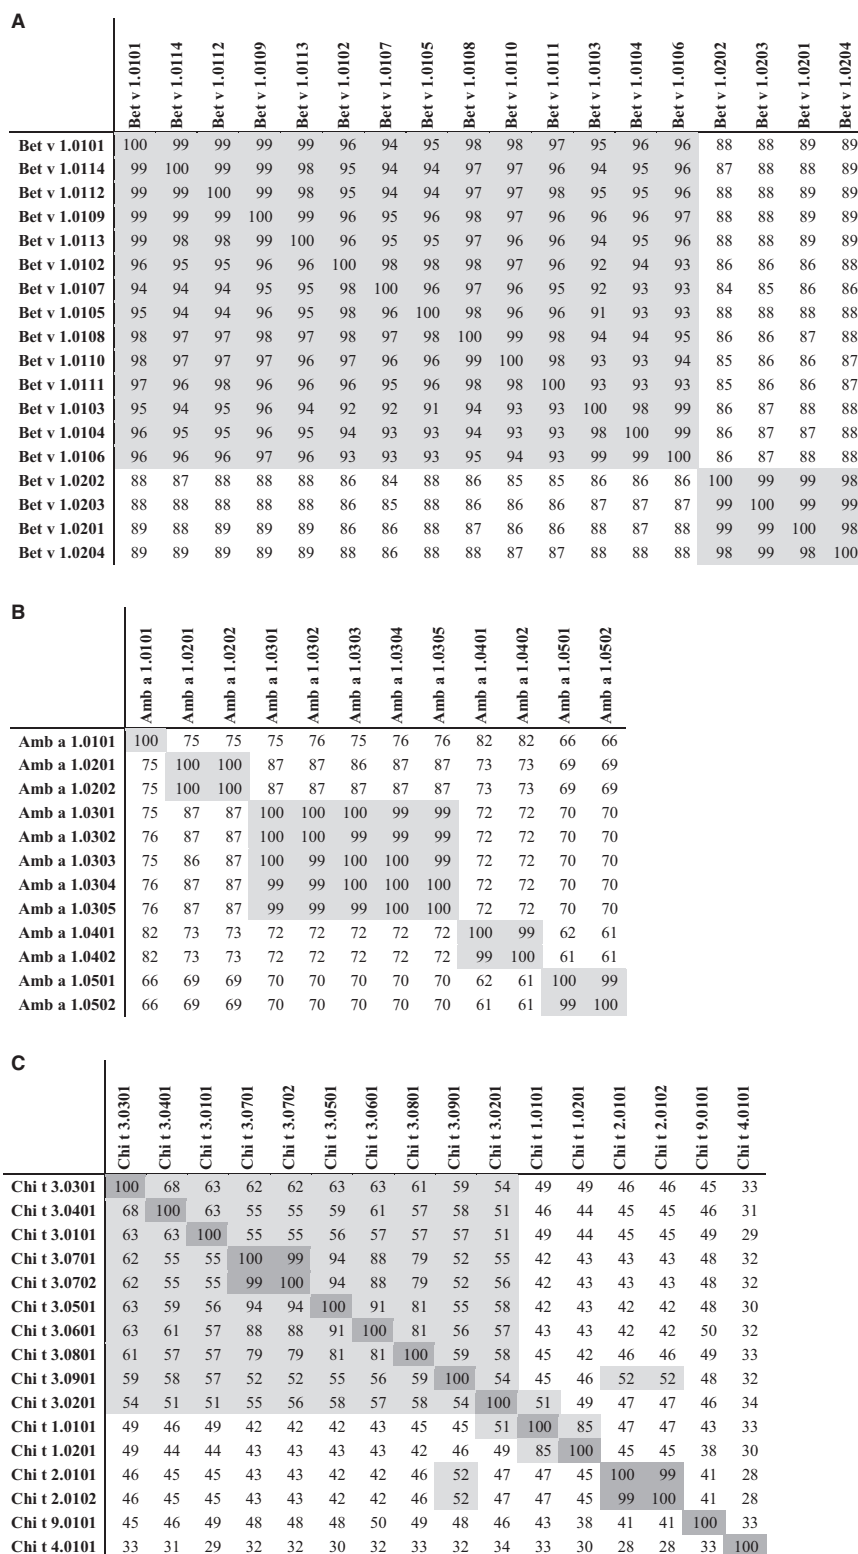 A
Bet v 1.0101 Bet v 1.0114 Bet v 1.0112 Bet v 1.0109 Bet v 1.0113 Bet v 1.0102 Bet v 1.0107 Bet v 1.0105 Bet v 1.0108 Bet v 1.0110 Bet v 1.0111 Bet v 1.0103 Bet v 1.0104 Bet v 1.0106 Bet v 1.0202 Bet v 1.0203 Bet v 1.0201 Bet v 1.0204
Bet v 1.0101 100 99 99 99 99 96 94 95 98 98 97 95 96 96 88 88 89 89
Bet v 1.0114 99 100 99 99 98 95 94 94 97 97 96 94 95 96 87 88 88 89
Bet v 1.0112 99 99 100 99 98 95 94 94 97 97 98 95 95 96 88 88 89 89
Bet v 1.0109 99 99 99 100 99 96 95 96 98 97 96 96 96 97 88 88 89 89
Bet v 1.0113 99 98 98 99 100 96 95 95 97 96 96 94 95 96 88 88 89 89
Bet v 1.0102 96 95 95 96 96 100 98 98 98 97 96 92 94 93 86 86 86 88
Bet v 1.0107 94 94 94 95 95 98 100 96 97 96 95 92 93 93 84 85 86 86
Bet v 1.0105 95 94 94 96 95 98 96 100 98 96 96 91 93 93 88 88 88 88
Bet v 1.0108 98 97 97 98 97 98 97 98 100 99 98 94 94 95 86 86 87 88
Bet v 1.0110 98 97 97 97 96 97 96 96 99 100 98 93 93 94 85 86 86 87
Bet v 1.0111 97 96 98 96 96 96 95 96 98 98 100 93 93 93 85 86 86 87
Bet v 1.0103 95 94 95 96 94 92 92 91 94 93 93 100 98 99 86 87 88 88
Bet v 1.0104 96 95 95 96 95 94 93 93 94 93 93 98 100 99 86 87 87 88
Bet v 1.0106 96 96 96 97 96 93 93 93 95 94 93 99 99 100 86 87 88 88
Bet v 1.0202 88 87 88 88 88 86 84 88 86 85 85 86 86 86 100 99 99 98
Bet v 1.0203 88 88 88 88 88 86 85 88 86 86 86 87 87 87 99 100 99 99
Bet v 1.0201 89 88 89 89 89 86 86 88 87 86 86 88 87 88 99 99 100 98
Bet v 1.0204 89 89 89 89 89 88 86 88 88 87 87 88 88 88 98 99 98 100
B
Amb a 1.0101 Amb a 1.0201 Amb a 1.0202 Amb a 1.0301 Amb a 1.0302 Amb a 1.0303 Amb a 1.0304 Amb a 1.0305 Amb a 1.0401 Amb a 1.0402 Amb a 1.0501 Amb a 1.0502
Amb a 1.0101 100 75 75 75 76 75 76 76 82 82 66 66
Amb a 1.0201 75 100 100 87 87 86 87 87 73 73 69 69
Amb a 1.0202 75 100 100 87 87 87 87 87 73 73 69 69
Amb a 1.0301 75 87 87 100 100 100 99 99 72 72 70 70
Amb a 1.0302 76 87 87 100 100 99 99 99 72 72 70 70
Amb a 1.0303 75 86 87 100 99 100 100 99 72 72 70 70
Amb a 1.0304 76 87 87 99 99 100 100 100 72 72 70 70
Amb a 1.0305 76 87 87 99 99 99 100 100 72 72 70 70
Amb a 1.0401 82 73 73 72 72 72 72 72 100 99 62 61
Amb a 1.0402 82 73 73 72 72 72 72 72 99 100 61 61
Amb a 1.0501 66 69 69 70 70 70 70 70 62 61 100 99
Amb a 1.0502 66 69 69 70 70 70 70 70 61 61 99 100
C
Chi t 3.0301 Chi t 3.0401 Chi t 3.0101 Chi t 3.0701 Chi t 3.0702 Chi t 3.0501 Chi t 3.0601 Chi t 3.0801 Chi t 3.0901 Chi t 3.0201 Chi t 1.0101 Chi t 1.0201 Chi t 2.0101 Chi t 2.0102 Chi t 9.0101 Chi t 4.0101
Chi t 3.0301 100 68 63 62 62 63 63 61 59 54 49 49 46 46 45 33
Chi t 3.0401 68 100 63 55 55 59 61 57 58 51 46 44 45 45 46 31
Chi t 3.0101 63 63 100 55 55 56 57 57 57 51 49 44 45 45 49 29
Chi t 3.0701 62 55 55 100 99 94 88 79 52 55 42 43 43 43 48 32
Chi t 3.0702 62 55 55 99 100 94 88 79 52 56 42 43 43 43 48 32
Chi t 3.0501 63 59 56 94 94 100 91 81 55 58 42 43 42 42 48 30
Chi t 3.0601 63 61 57 88 88 91 100 81 56 57 43 43 42 42 50 32
Chi t 3.0801 61 57 57 79 79 81 81 100 59 58 45 42 46 46 49 33
Chi t 3.0901 59 58 57 52 52 55 56 59 100 54 45 46 52 52 48 32
Chi t 3.0201 54 51 51 55 56 58 57 58 54 100 51 49 47 47 46 34
Chi t 1.0101 49 46 49 42 42 42 43 45 45 51 100 85 47 47 43 33
Chi t 1.0201 49 44 44 43 43 43 43 42 46 49 85 100 45 45 38 30
Chi t 2.0101 46 45 45 43 43 42 42 46 52 47 47 45 100 99 41 28
Chi t 2.0102 46 45 45 43 43 42 42 46 52 47 47 45 99 100 41 28
Chi t 9.0101 45 46 49 48 48 48 50 49 48 46 43 38 41 41 100 33
Chi t 4.0101 33 31 29 32 32 30 32 33 32 34 33 30 28 28 33 100